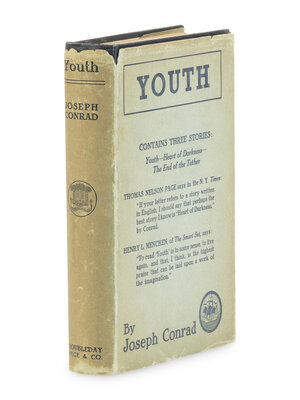 Youth
JOSEPH
CONRAD
DOUBLEDAY
PAGE & CO.
YOUTH
CONTAINS THREE STORIES:
Youth—Heart of Darkness—
The End of the Tether
THOMAS NELSON PAGE says in the N. Y. Times:
"If your letter refers to a story written
in English, I should say that perhaps the
best story I know is 'Heart of Darkness,'
by Conrad.
HENRY L. MENCKEN, of The Smart Set, says:
"To read 'Youth' is in some sense, to live
again, and that, I think, is the highest
praise that can be laid upon a work of
the imagination."
By
Joseph Conrad